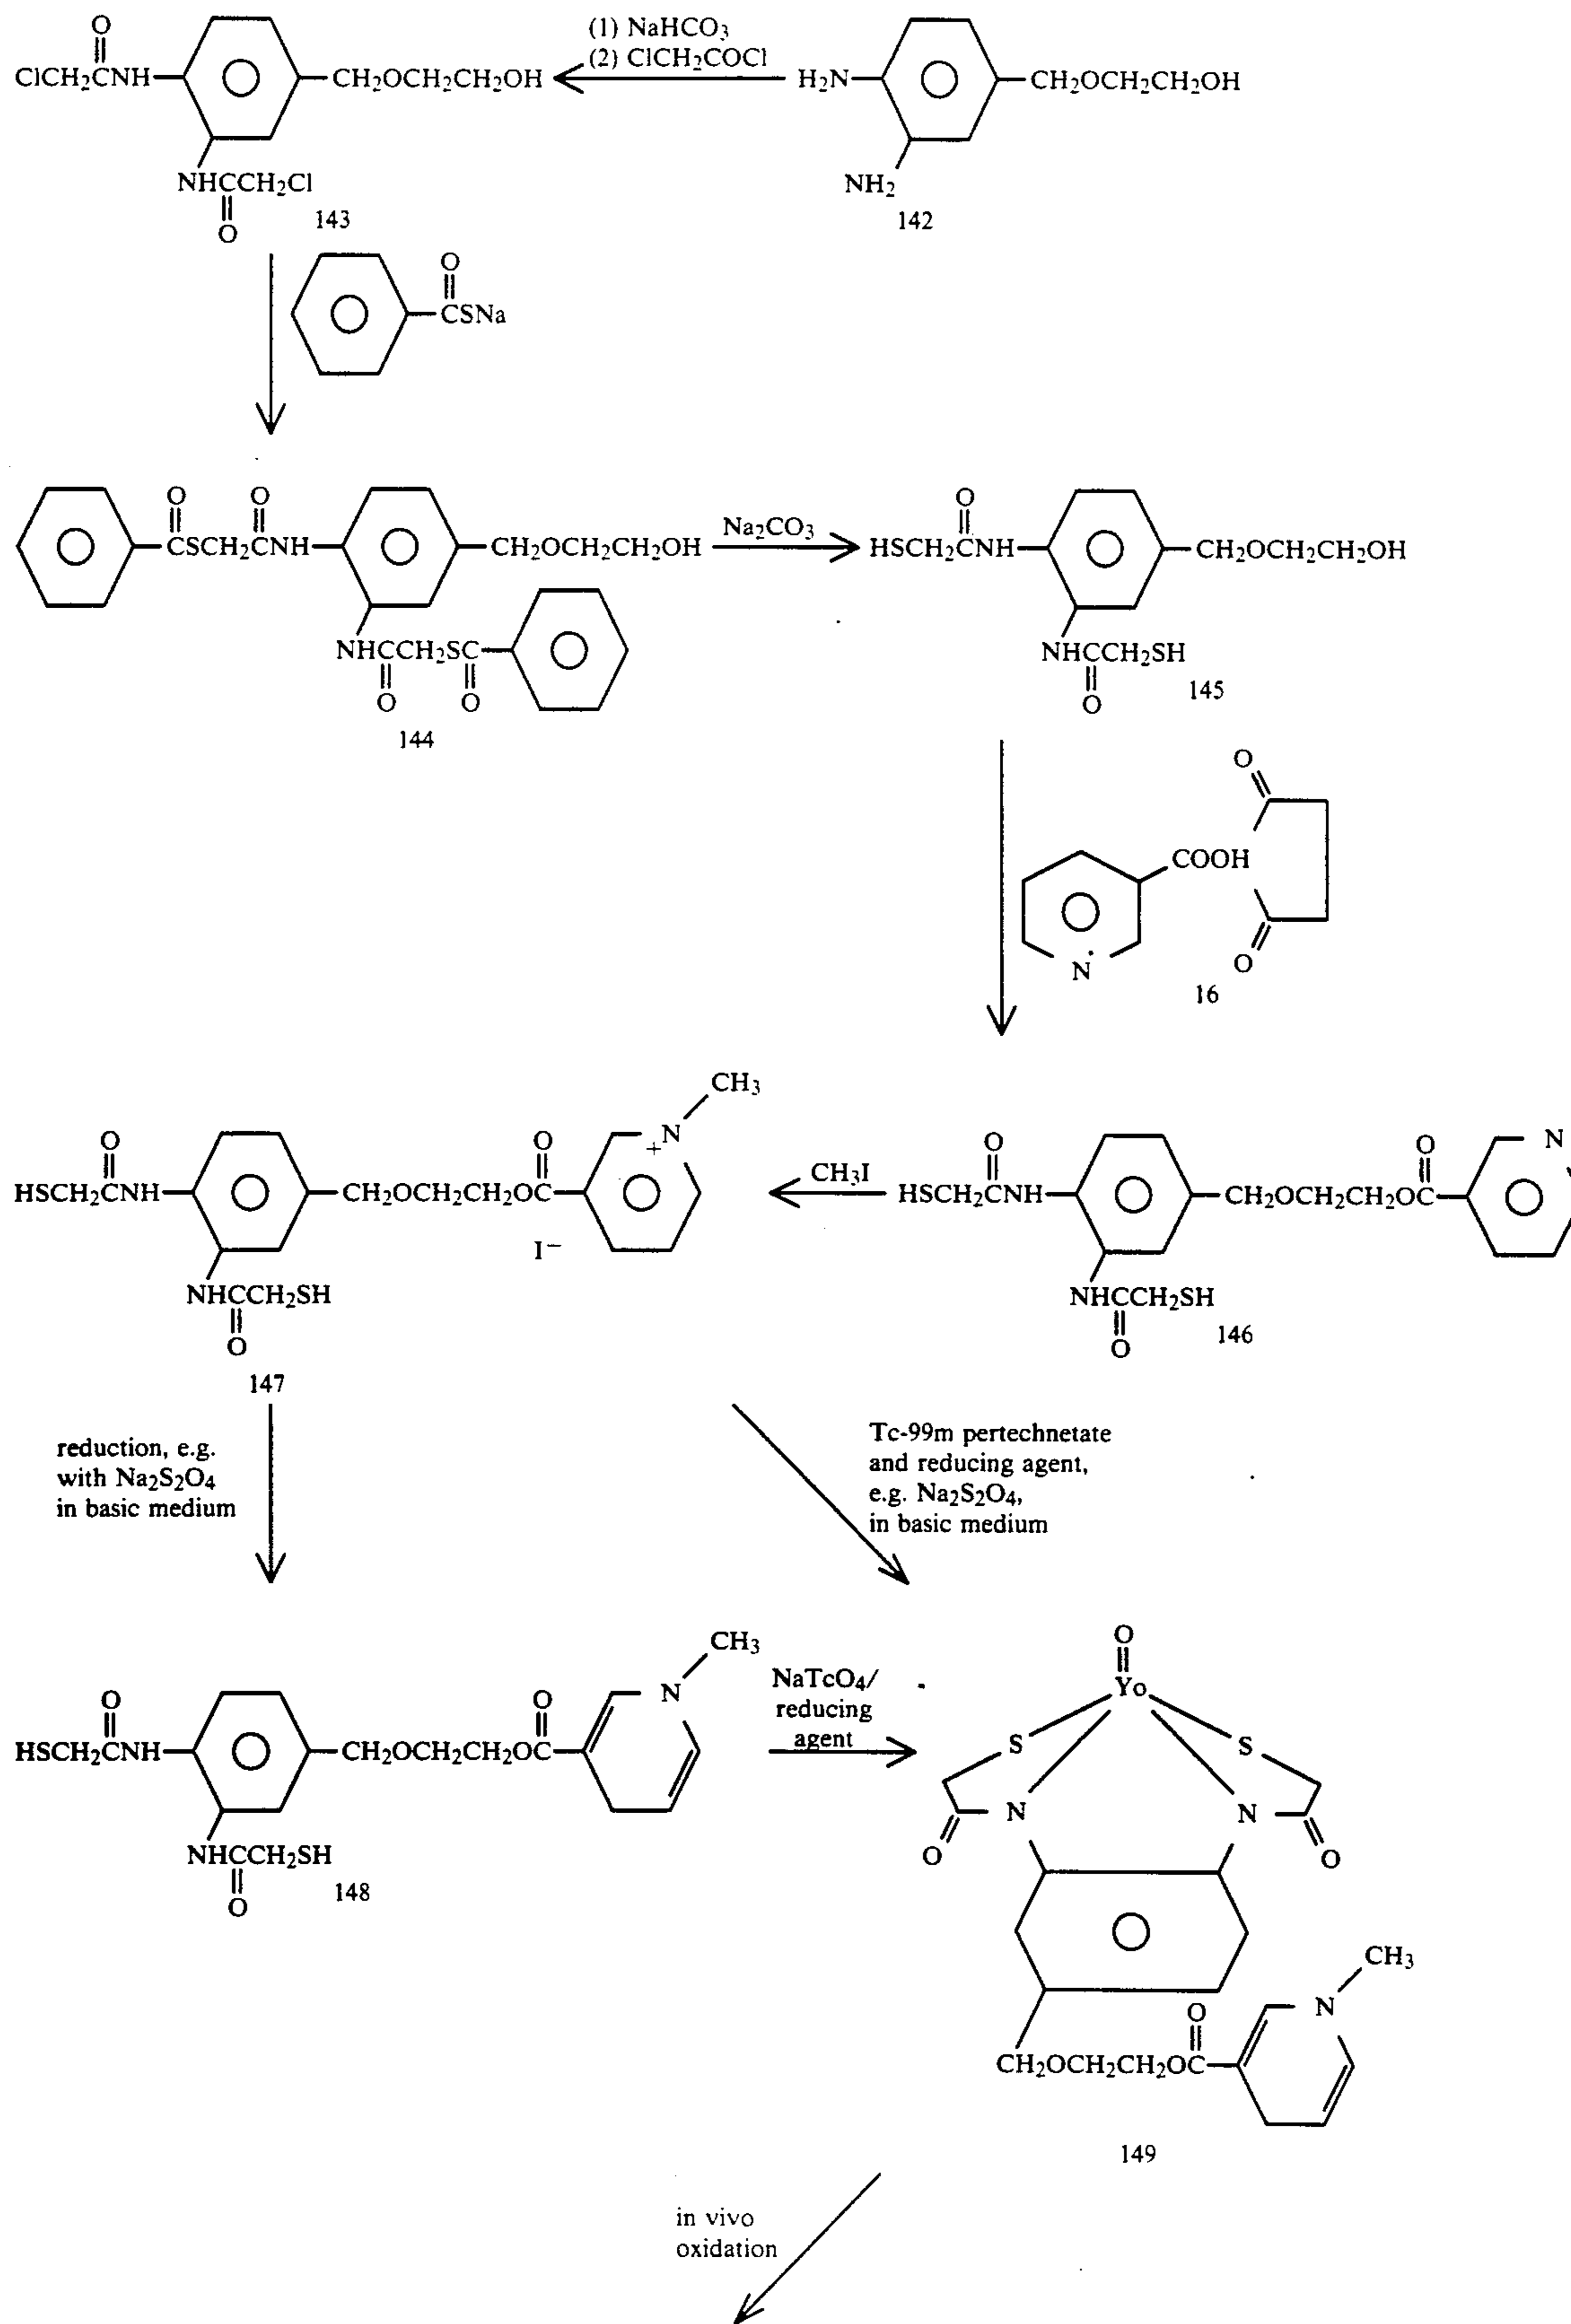 O
ClCH₂CNH
CH₂OCH₂CH₂OH
(1) NaHCO₃
(2) ClCH₂COCl
H₂N
CH₂OCH₂CH₂OH
NHCCH₂Cl
O
143
NH₂
142
O
CSNa
O
O
CSCH₂CNH
CH₂OCH₂CH₂OH
Na₂CO₃
O
HSCH₂CNH
CH₂OCH₂CH₂OH
NHCCH₂SC
O
O
144
NHCCH₂SH
O
145
O
COOH
N
O
16
CH₃
O
HSCH₂CNH
O
CH₂OCH₂CH₂OC
N
+
I−
NHCCH₂SH
O
147
CH₃I
O
HSCH₂CNH
O
CH₂OCH₂CH₂OC
N
NHCCH₂SH
O
146
reduction, e.g.
with Na₂S₂O₄
in basic medium
Tc-99m pertechnetate
and reducing agent,
e.g. Na₂S₂O₄,
in basic medium
CH₃
O
HSCH₂CNH
O
CH₂OCH₂CH₂OC
N
NHCCH₂SH
O
148
NaTcO₄/
reducing
agent
O
Yo
S
S
N
N
O
O
CH₃
O
N
CH₂OCH₂CH₂OC
149
in vivo
oxidation